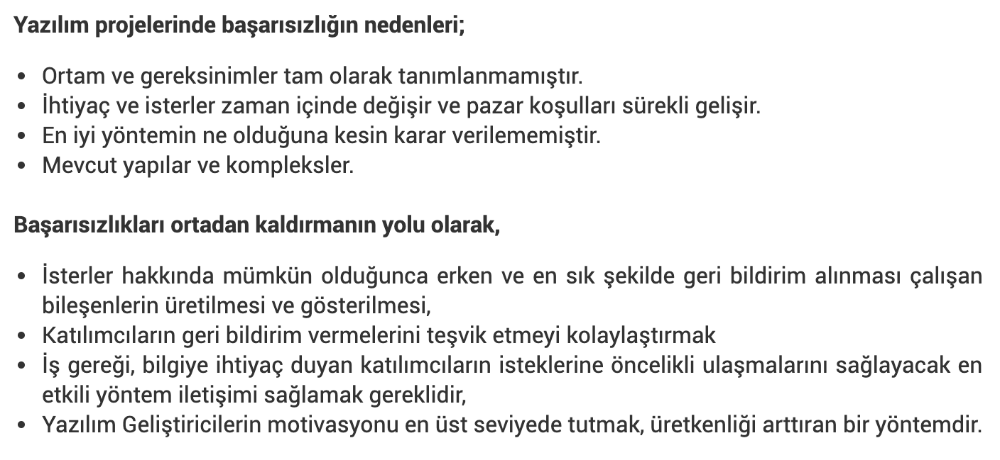 Yazılım projelerinde başarısızlığın nedenleri;
• Ortam ve gereksinimler tam olarak tanımlanmamıştır.
• İhtiyaç ve isterler zaman içinde değişir ve pazar koşulları sürekli gelişir.
• En iyi yöntemin ne olduğuna kesin karar verilememiştir.
• Mevcut yapılar ve kompleksler.
Başarısızlıkları ortadan kaldırmanın yolu olarak,
• İsterler hakkında mümkün olduğunca erken ve en sık şekilde geri bildirim alınması çalışan
bileşenlerin üretilmesi ve gösterilmesi,
• Katılımcıların geri bildirim vermelerini teşvik etmeyi kolaylaştırmak
• İş gereği, bilgiye ihtiyaç duyan katılımcıların isteklerine öncelikli ulaşmalarını sağlayacak en
etkili yöntem iletişimi sağlamak gereklidir,
• Yazılım Geliştiricilerin motivasyonu en üst seviyede tutmak, üretkenliği arttıran bir yöntemdir.